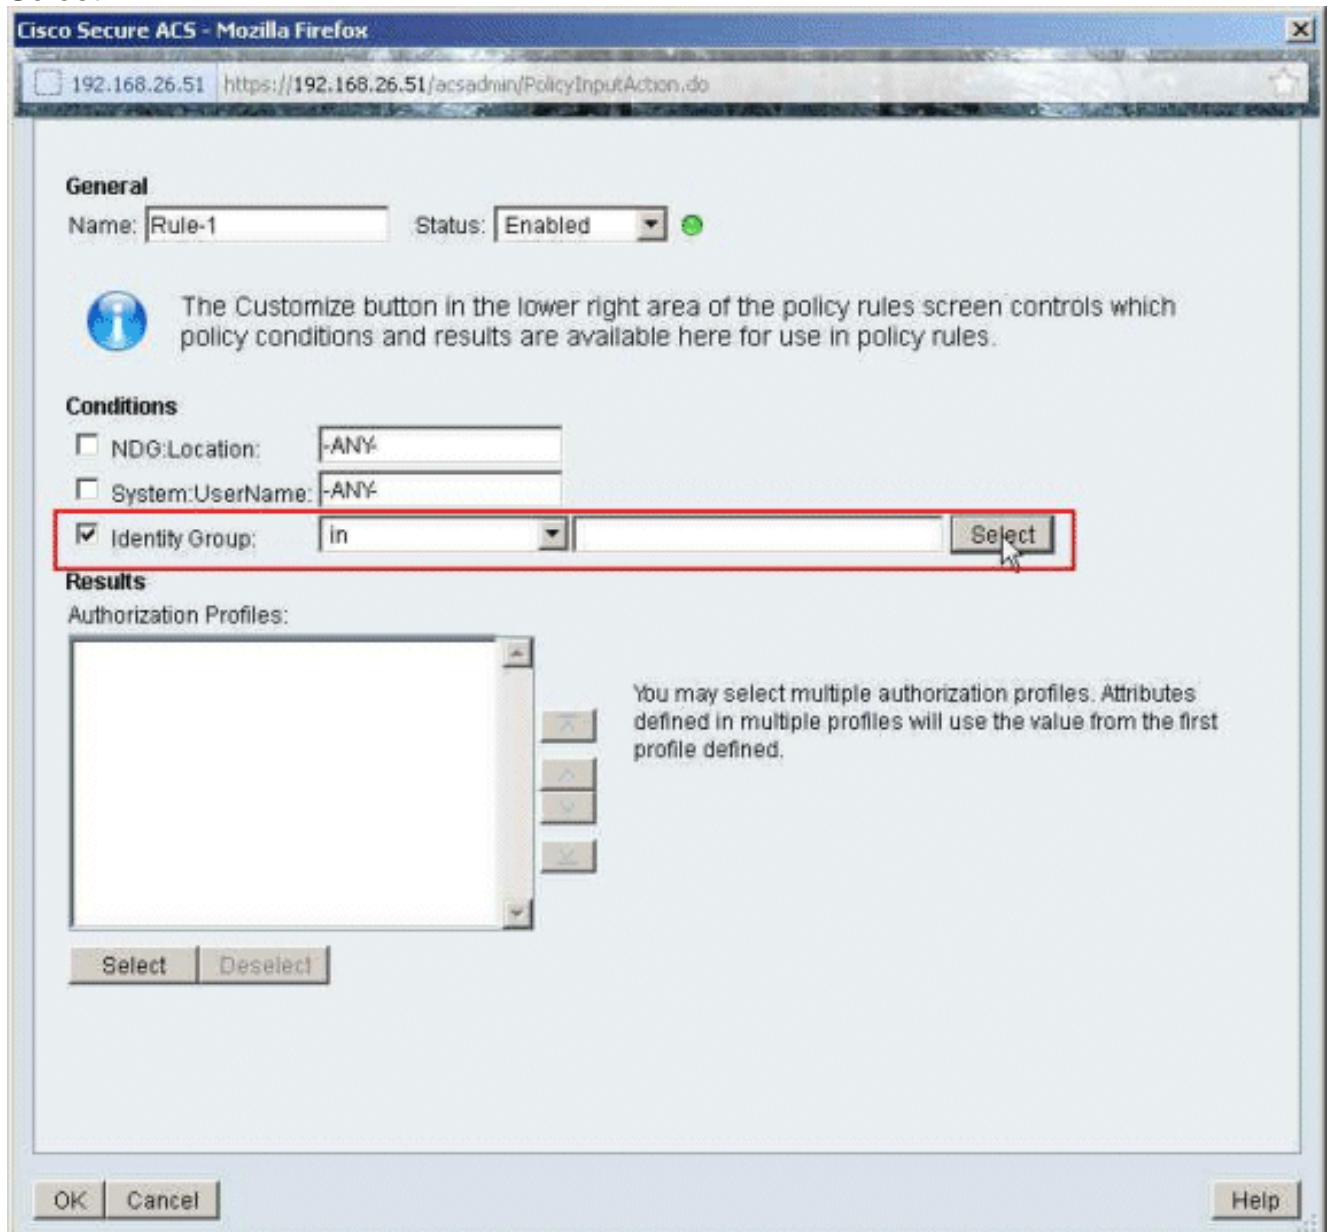 Cisco Secure ACS - Mozilla Firefox
192.168.26.51 https://192.168.26.51/acsadmin/PolicyInputAction.do
General
Name: Rule-1 Status: Enabled
The Customize button in the lower right area of the policy rules screen controls which
policy conditions and results are available here for use in policy rules.
Conditions
NDG:Location: -ANY-
System:UserName: -ANY-
Identity Group: in Select
Results
Authorization Profiles:
You may select multiple authorization profiles. Attributes
defined in multiple profiles will use the value from the first
profile defined.
Select Deselect
OK Cancel Help